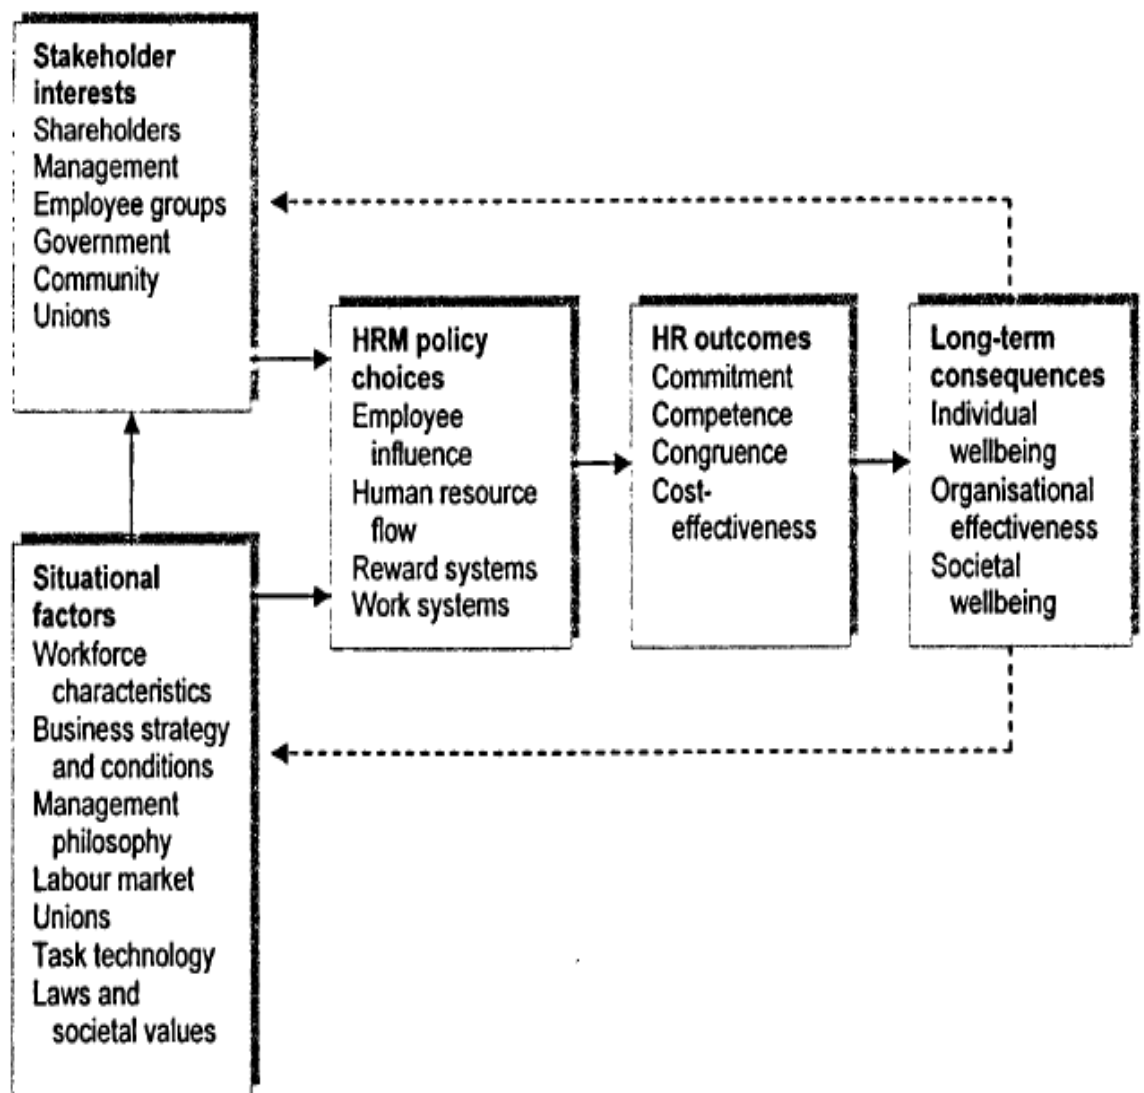 Stakeholder
interests
Shareholders
Management
Employee groups
Government
Community
Unions
HRM policy
choices
Employee
influence
Human resource
flow
Reward systems
Work systems
HR outcomes
Commitment
Competence
Congruence
Cost-
effectiveness
Long-term
consequences
Individual
wellbeing
Organisational
effectiveness
Societal
wellbeing
Situational
factors
Workforce
characteristics
Business strategy
and conditions
Management
philosophy
Labour market
Unions
Task technology
Laws and
societal values